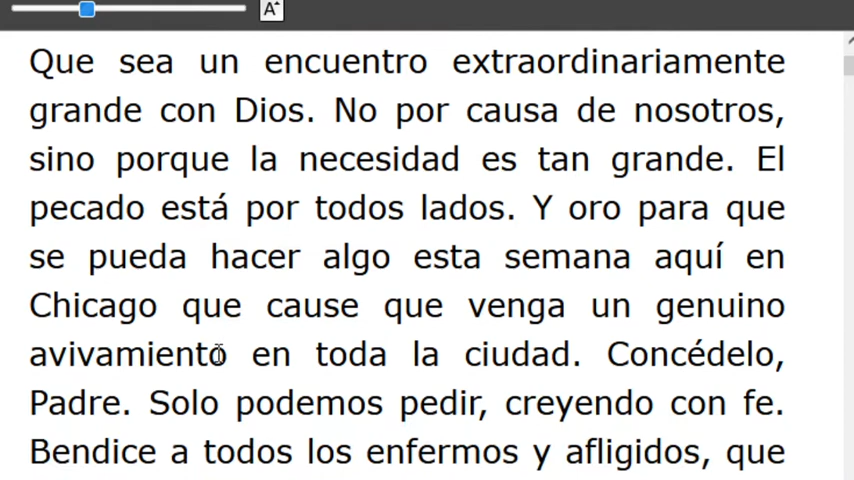 A
Que sea un encuentro extraordinariamente
grande con Dios. No por causa de nosotros,
sino porque la necesidad es tan grande. El
pecado está por todos lados. Y oro para que
se pueda hacer algo esta semana aquí en
Chicago que cause que venga un genuino
avivamiento en toda la ciudad. Concédelo,
Padre. Solo podemos pedir, creyendo con fe.
Bendice a todos los enfermos y afligidos, que